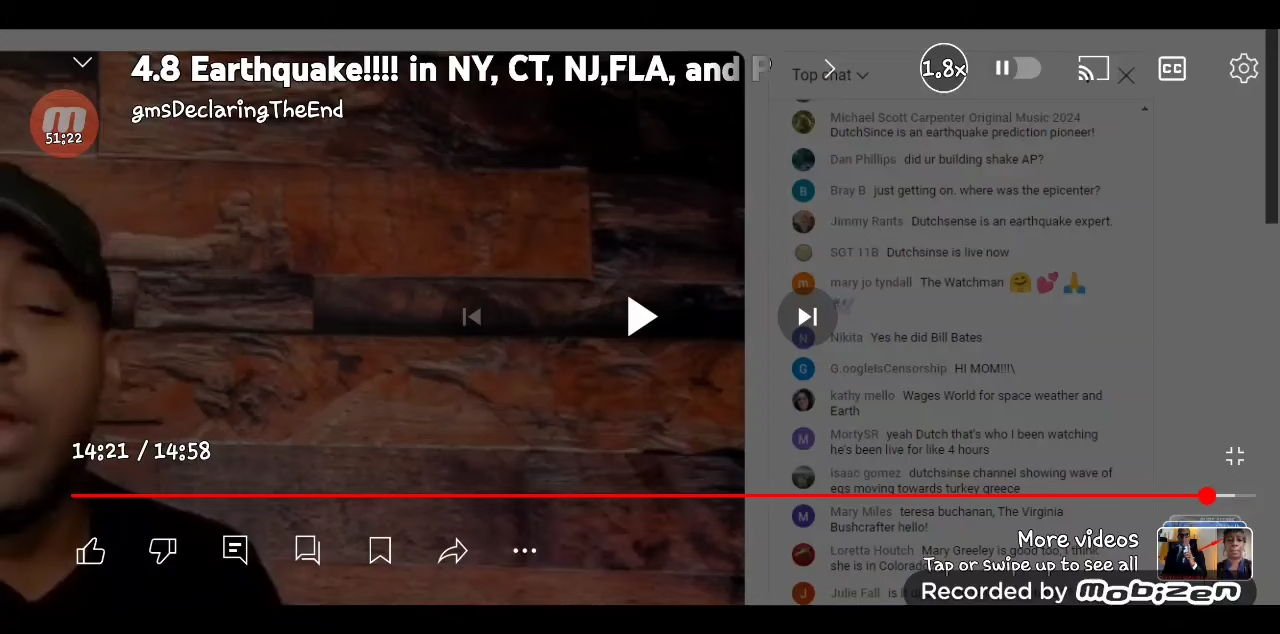 4.8 Earthquake!!!! in NY, CT, NJ,FLA, and P
gmsDeclaringTheEnd
51:22
1.8x
CC
Top chat
Michael Scott Carpenter Original Music 2024
DutchSince is an earthquake prediction pioneer!
Dan Phillips did ur building shake AP?
B
Bray B just getting on. where was the epicenter?
Jimmy Rants Dutchsense is an earthquake expert.
SGT 11B Dutchsinse is live now
m
mary jo tyndall The Watchman
N
Nikita Yes he did Bill Bates
G
G.oogleIsCensorship HI MOM!!!\
kathy mello Wages World for space weather and
Earth
M
MortySR yeah Dutch that's who I been watching
he's been live for like 4 hours
isaac gomez dutchsinse channel showing wave of
eqs moving towards turkey greece
M
Mary Miles teresa buchanan, The Virginia
Bushcrafter hello!
Loretta Houtch Mary Greeley is good too, I think
she is in Colorad
J
Julie Fall is
14:21 / 14:58
More videos
Tap or swipe up to see all
Recorded by MOBIZEN